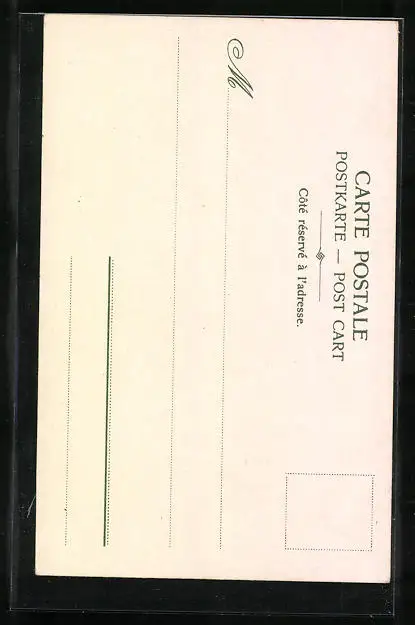 CARTE POSTALE
POSTKARTE — POST CART
Côté réservé à l'adresse.
M